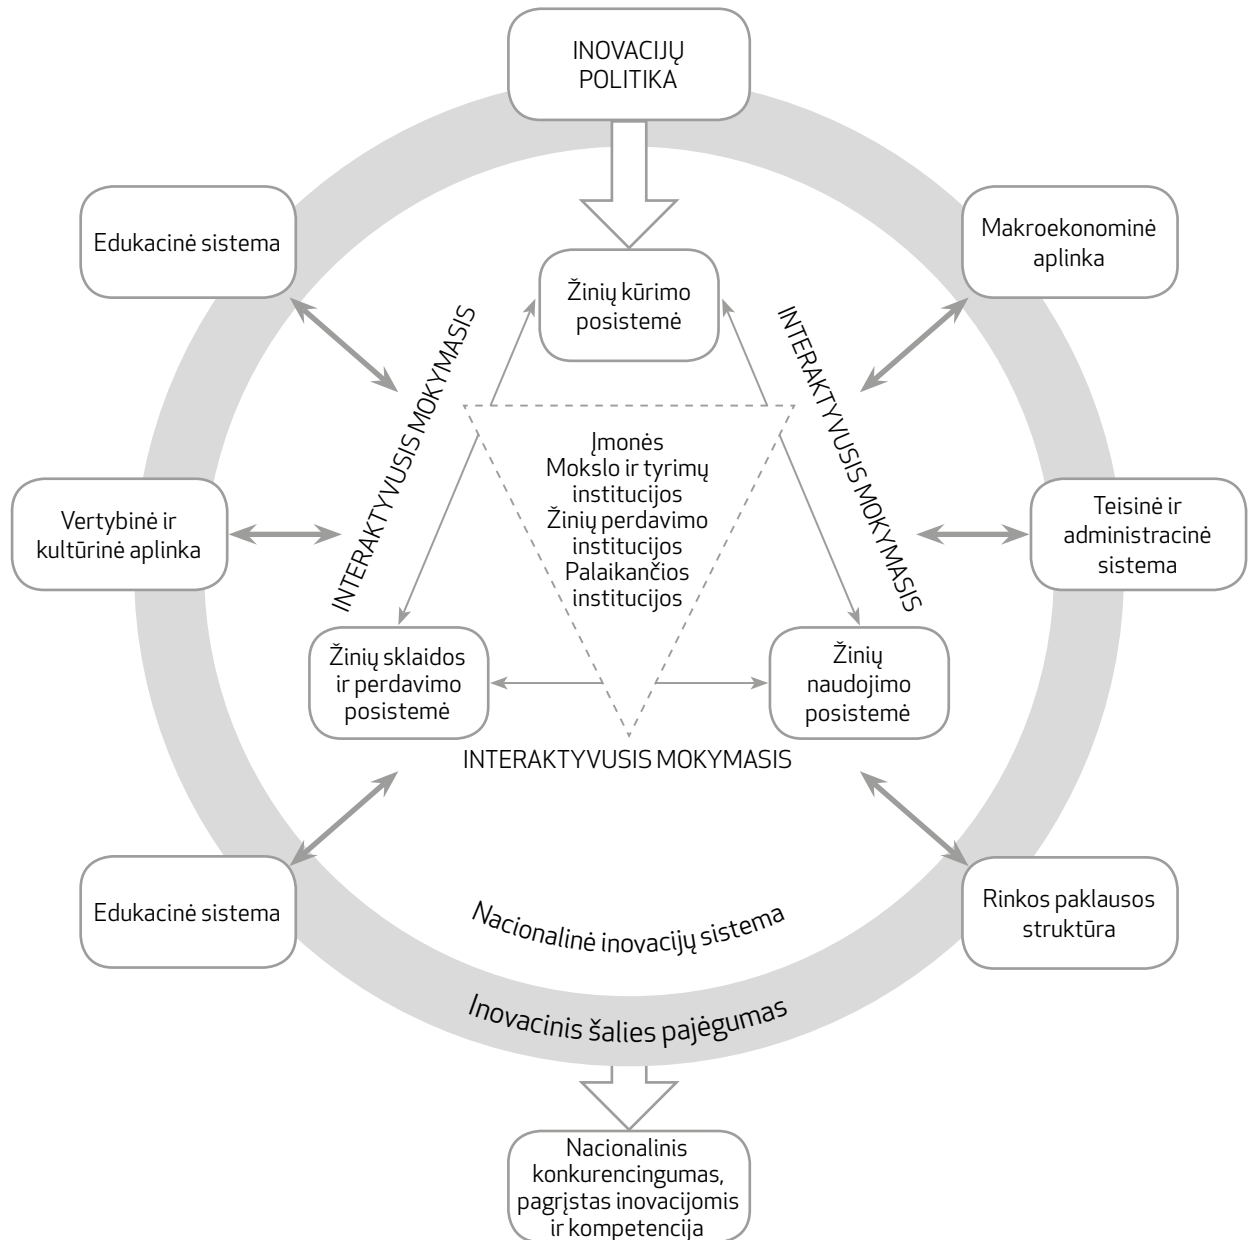 INOVACIJŲ
POLITIKA
Edukacinė sistema
Makroekonominė
aplinka
Žinių kūrimo
posistemė
INTERAKTYVUSIS MOKYMASIS
INTERAKTYVUSIS MOKYMASIS
Įmonės
Mokslo ir tyrimų
institucijos
Žinių perdavimo
institucijos
Palaikančios
institucijos
Vertybinė ir
kultūrinė aplinka
Teisinė ir
administracinė
sistema
Žinių sklaidos
ir perdavimo
posistemė
Žinių
naudojimo
posistemė
INTERAKTYVUSIS MOKYMASIS
Edukacinė sistema
Rinkos paklausos
struktūra
Nacionalinė inovacijų sistema
Inovacinis šalies pajėgumas
Nacionalinis
konkurencingumas,
pagrįstas inovacijomis
ir kompetencija